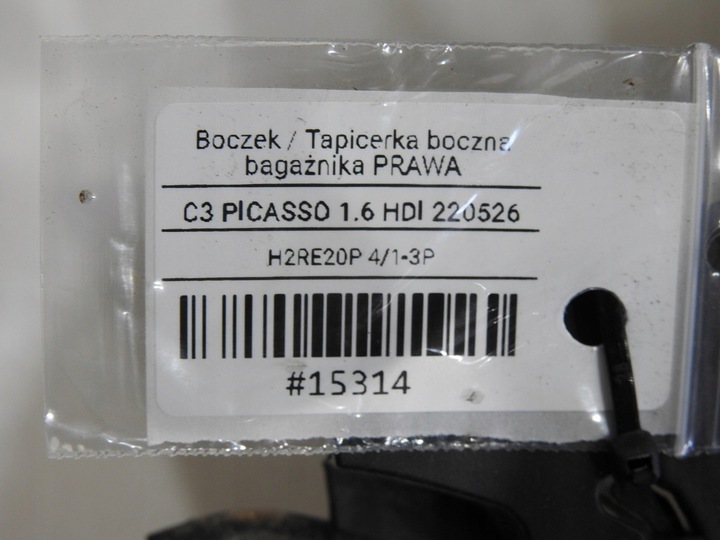 Boczek / Tapicerka boczna
bagażnika PRAWA
C3 PICASSO 1.6 HDI 220526
H2RE20P 4/1-3P
#15314